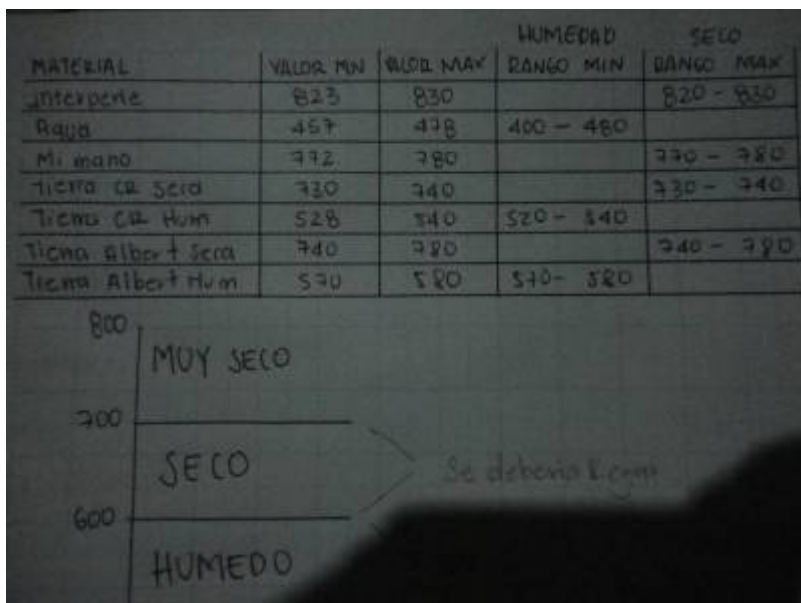 HUMEDAD SECO
MATERIAL VALOR MIN VALOR MAX RANGO MIN RANGO MAX
interperie 823 830 820 - 830
Agua 457 478 400 - 480
Mi mano 772 780 770 - 780
Tierra CR Seca 730 740 730 - 740
Tierra CR Hum 528 540 520 - 540
Tierra Albert Seca 740 780 740 - 780
Tierra Albert Hum 570 580 570 - 580
800
MUY SECO
700
SECO
Se deberia
600
HUMEDO